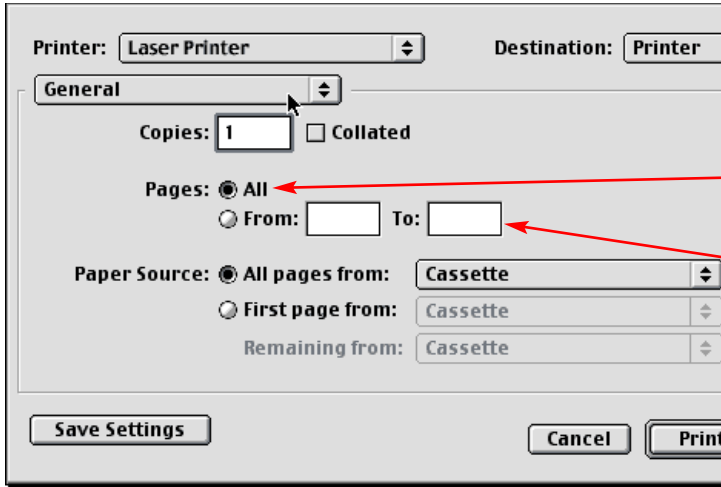 Printer: Laser Printer Destination: Printer
General
Copies: 1 Collated
Pages: All
From: To:
Paper Source: All pages from: Cassette
First page from: Cassette
Remaining from: Cassette
Save Settings Cancel Print